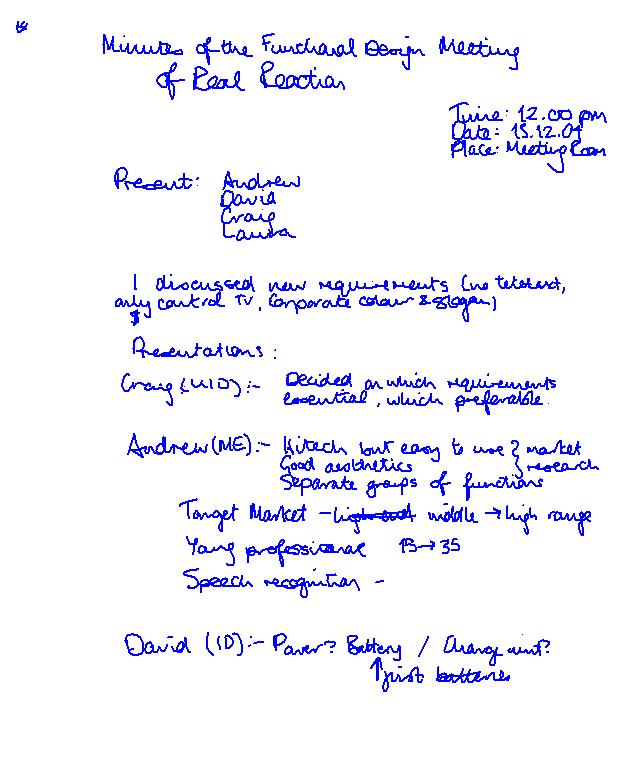 Minutes of the Functional Design Meeting
of Real Reaction
Time: 12.00 pm
Date: 15.12.04
Place: Meeting Room
Present: Andrew
David
Craig
Laura
I discussed new requirements (no teletext,
only control TV, Corporate colour & slogan)
Presentations:
Craig (UID):- Decided on which requirements
essential, which preferable.
Andrew (ME):- Hitech but easy to use } market
Good aesthetics } research
Separate groups of functions
Target Market - high end middle → high range
Young professional 15→35
Speech recognition -
David (ID):- Power? Battery / Charge unit?
↑ just batteries